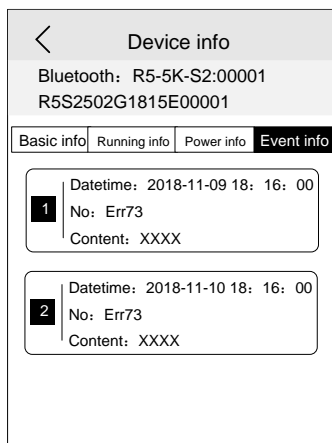 Device info
Bluetooth：R5-5K-S2:00001
R5S2502G1815E00001
Basic info Running info Power info Event info
1
Datetime：2018-11-09 18：16：00
No：Err73
Content：XXXX
2
Datetime：2018-11-10 18：16：00
No：Err73
Content：XXXX